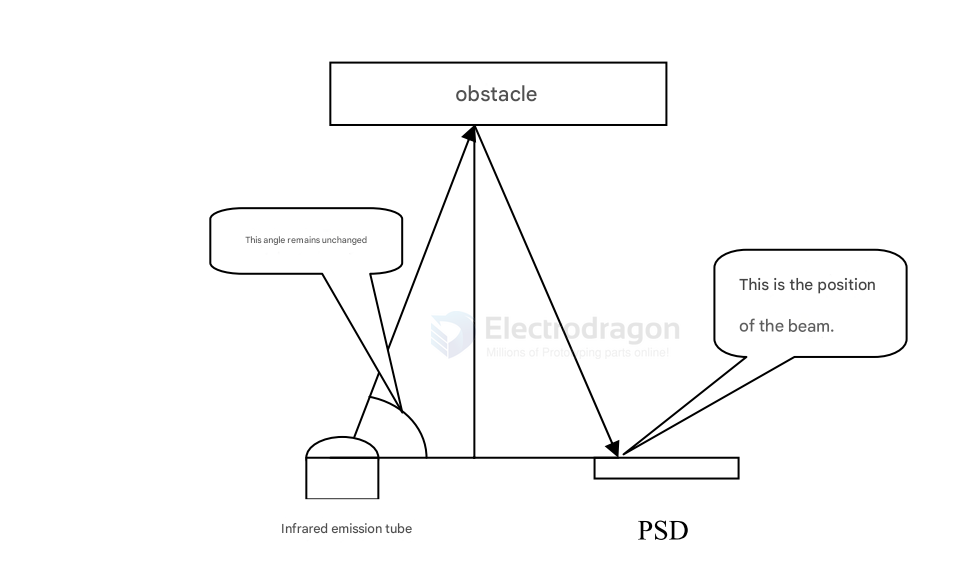 obstacle
This angle remains unchanged
This is the position
of the beam.
Electrodragon
Millions of Prototyping parts online!
Infrared emission tube
PSD